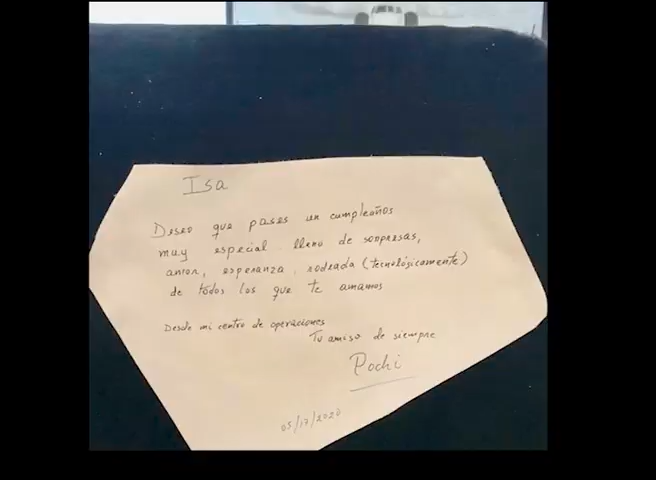 Isa
Deseo que pases un cumpleaños
muy especial lleno de sorpresas,
amor, esperanza, rodeada (tecnológicamente)
de todos los que te amamos
Desde mi centro de operaciones
Tu amigo de siempre
Pochi
05/17/2020